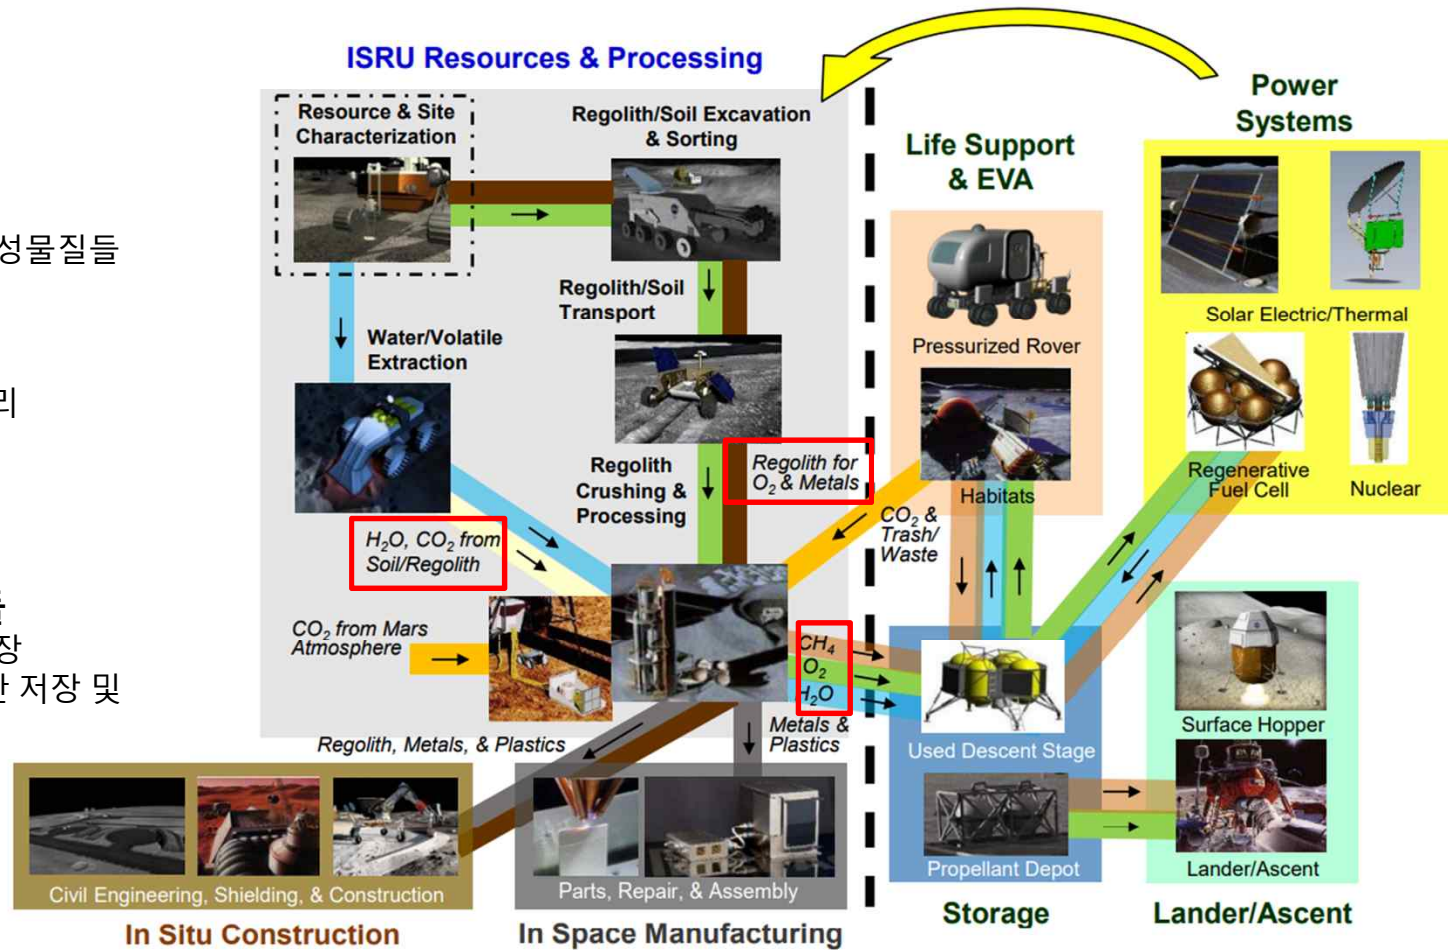 성물질들
리
를
장
간 저장 및
ISRU Resources & Processing
Resource & Site
Characterization
Regolith/Soil Excavation
& Sorting
Regolith/Soil
Transport
Water/Volatile
Extraction
Regolith
Crushing &
Processing
Regolith for
O₂ & Metals
H₂O, CO₂ from
Soil/Regolith
CO₂ from Mars
Atmosphere
CH₄
O₂
H₂O
Regolith, Metals, & Plastics
Metals &
Plastics
Civil Engineering, Shielding, & Construction
In Situ Construction
Parts, Repair, & Assembly
In Space Manufacturing
Life Support
& EVA
Pressurized Rover
Habitats
CO₂ &
Trash/
Waste
Power
Systems
Solar Electric/Thermal
Regenerative
Fuel Cell
Nuclear
Used Descent Stage
Propellant Depot
Storage
Surface Hopper
Lander/Ascent
Lander/Ascent